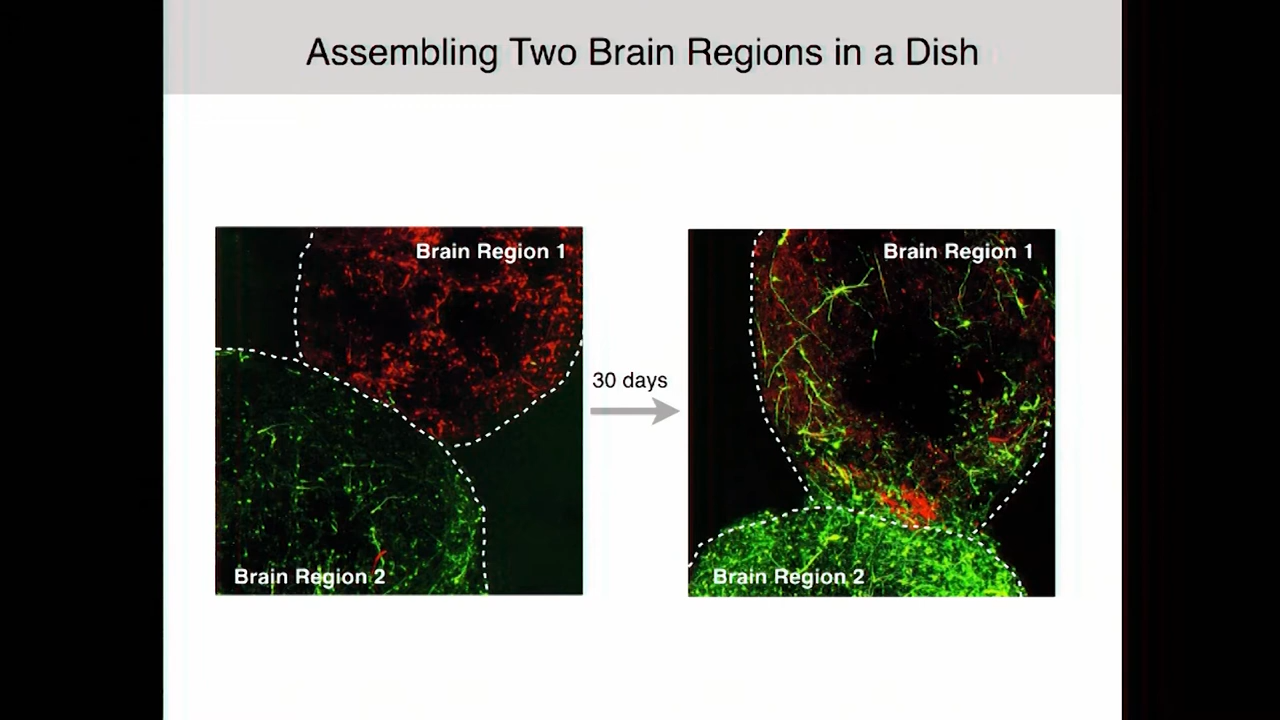 Assembling Two Brain Regions in a Dish
Brain Region 1
Brain Region 2
30 days
Brain Region 1
Brain Region 2